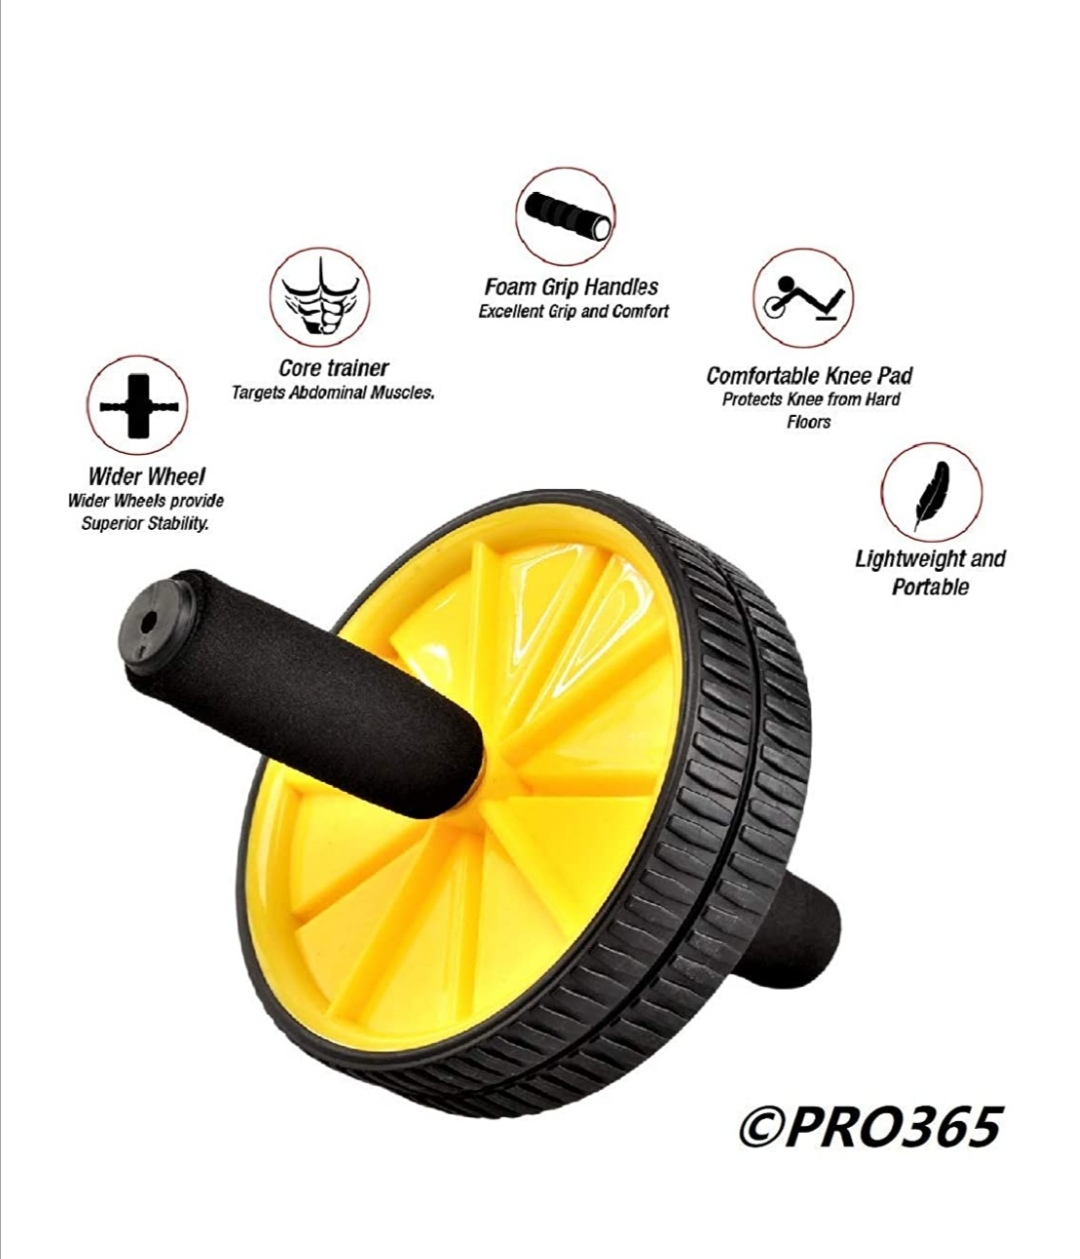 Foam Grip Handles
Excellent Grip and Comfort
Core trainer
Targets Abdominal Muscles.
Comfortable Knee Pad
Protects Knee from Hard
Floors
Wider Wheel
Wider Wheels provide
Superior Stability.
Lightweight and
Portable
©PRO365